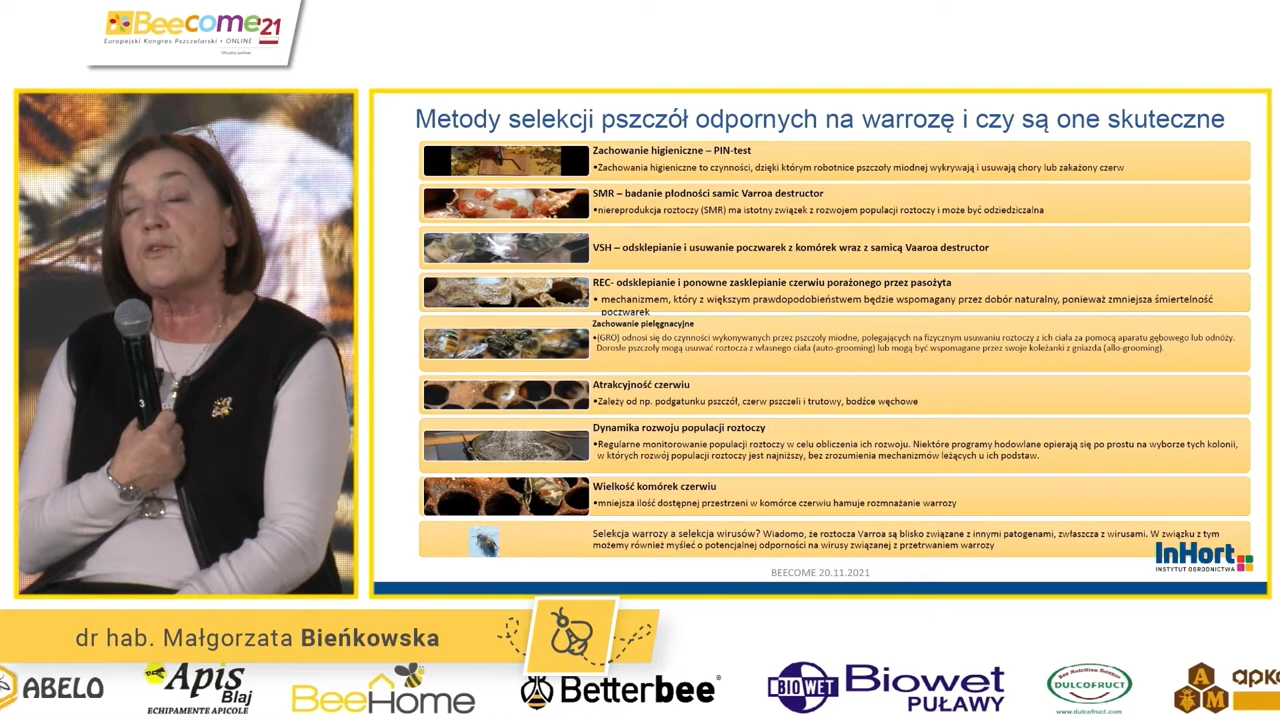 Beecome'21
Europejski Kongres Pszczelarski • ONLINE
Metody selekcji pszczół odpornych na warrozę i czy są one skuteczne
Zachowanie higieniczne – PIN-test
•Zachowania higieniczne to czynności, dzięki którym robotnice pszczoły miodnej wykrywają i usuwają chory lub zakażony czerw
SMR – badanie płodności samic Varroa destructor
•niereprodukcja roztoczy (SMR) ma istotny związek z rozwojem populacji roztoczy i może być odziedziczalna
VSH – odsklepianie i usuwanie poczwarek z komórek wraz z samicą Vaaroa destructor
REC- odsklepianie i ponowne zasklepianie czerwiu porażonego przez pasożyta
• mechanizmem, który z większym prawdopodobieństwem będzie wspomagany przez dobór naturalny, ponieważ zmniejsza śmiertelność
poczwarek
Zachowanie pielęgnacyjne
•(GRO) odnosi się do czynności wykonywanych przez pszczoły miodne, polegających na fizycznym usuwaniu roztoczy z ich ciała za pomocą aparatu gębowego lub odnóży.
Dorosłe pszczoły mogą usuwać roztocza z własnego ciała (auto-grooming) lub mogą być wspomagane przez swoje koleżanki z gniazda (allo-grooming).
Atrakcyjność czerwiu
•Zależy od np. podgatunku pszczół, czerw pszczeli i trutowy, bodźce węchowe
Dynamika rozwoju populacji roztoczy
•Regularne monitorowanie populacji roztoczy w celu obliczenia ich rozwoju. Niektóre programy hodowlane opierają się po prostu na wyborze tych kolonii,
w których rozwój populacji roztoczy jest najniższy, bez zrozumienia mechanizmów leżących u ich podstaw.
Wielkość komórek czerwiu
•mniejsza ilość dostępnej przestrzeni w komórce czerwiu hamuje rozmnażanie warrozy
Selekcja warrozy a selekcja wirusów? Wiadomo, że roztocza Varroa są blisko związane z innymi patogenami, zwłaszcza z wirusami. W związku z tym
możemy również myśleć o potencjalnej odporności na wirusy związanej z przetrwaniem warrozy
InHort
INSTYTUT OGRODNICTWA
BEECOME 20.11.2021
dr hab. Małgorzata Bieńkowska
ABELO
Apis
Blaj
ECHIPAMENTE APICOLE
BeeHome
Betterbee®
BIOWET
Biowet
PUŁAWY
Bee Nutrition Besler
DULCOFRUCT
www.dulcofruct.com
A
M
apko